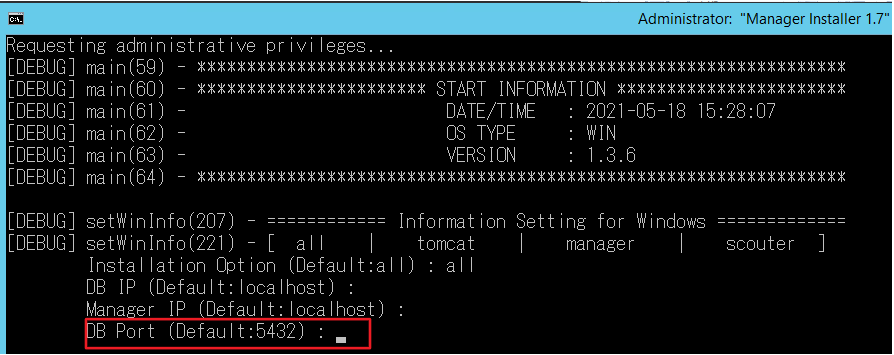 Administrator: "Manager Installer 1.7"
Requesting administrative privileges...
[DEBUG] main(59) - *****************************************************************
[DEBUG] main(60) - *********************** START INFORMATION ***********************
[DEBUG] main(61) - DATE/TIME : 2021-05-18 15:28:07
[DEBUG] main(62) - OS TYPE : WIN
[DEBUG] main(63) - VERSION : 1.3.6
[DEBUG] main(64) - *****************************************************************
[DEBUG] setWinInfo(207) - ============ Information Setting for Windows =============
[DEBUG] setWinInfo(221) - [ all | tomcat | manager | scouter ]
Installation Option (Default:all) : all
DB IP (Default:localhost) :
Manager IP (Default:localhost) :
DB Port (Default:5432) : _